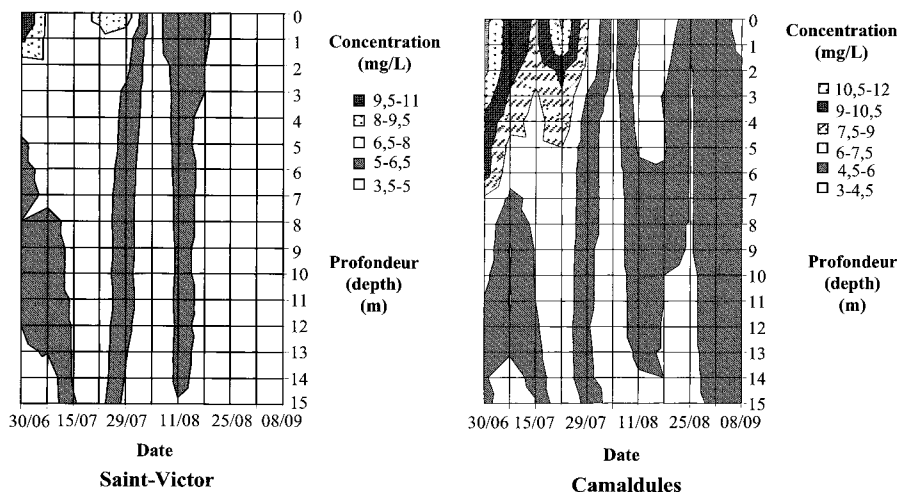 0
1
2
3
4
5
6
7
8
9
10
11
12
13
14
15
30/06 15/07 29/07 11/08 25/08 08/09
Date
Saint-Victor
Concentration
(mg/L)
9,5-11
8-9,5
6,5-8
5-6,5
3,5-5
Profondeur
(depth)
(m)
0
1
2
3
4
5
6
7
8
9
10
11
12
13
14
15
30/06 15/07 29/07 11/08 25/08 08/09
Date
Camaldules
Concentration
(mg/L)
10,5-12
9-10,5
7,5-9
6-7,5
4,5-6
3-4,5
Profondeur
(depth)
(m)